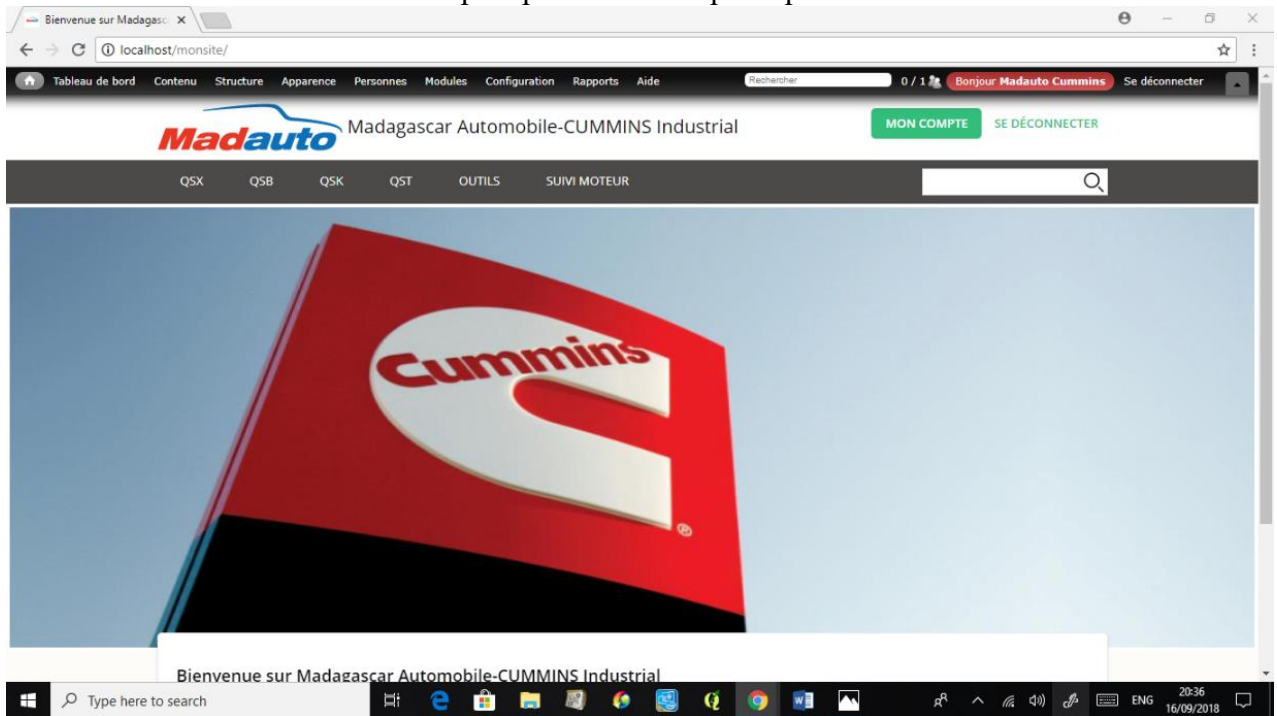 Bienvenue sur Madagasc
localhost/monsite/
Tableau de bord Contenu Structure Apparence Personnes Modules Configuration Rapports Aide Rechercher 0 / 1 Bonjour Madauto Cummins Se déconnecter
Madauto Madagascar Automobile-CUMMINS Industrial MON COMPTE SE DÉCONNECTER
QSX QSB QSK QST OUTILS SUIVI MOTEUR
Cummins
®
Bienvenue sur Madagascar Automobile-CUMMINS Industrial
Type here to search ENG 20:36
16/09/2018